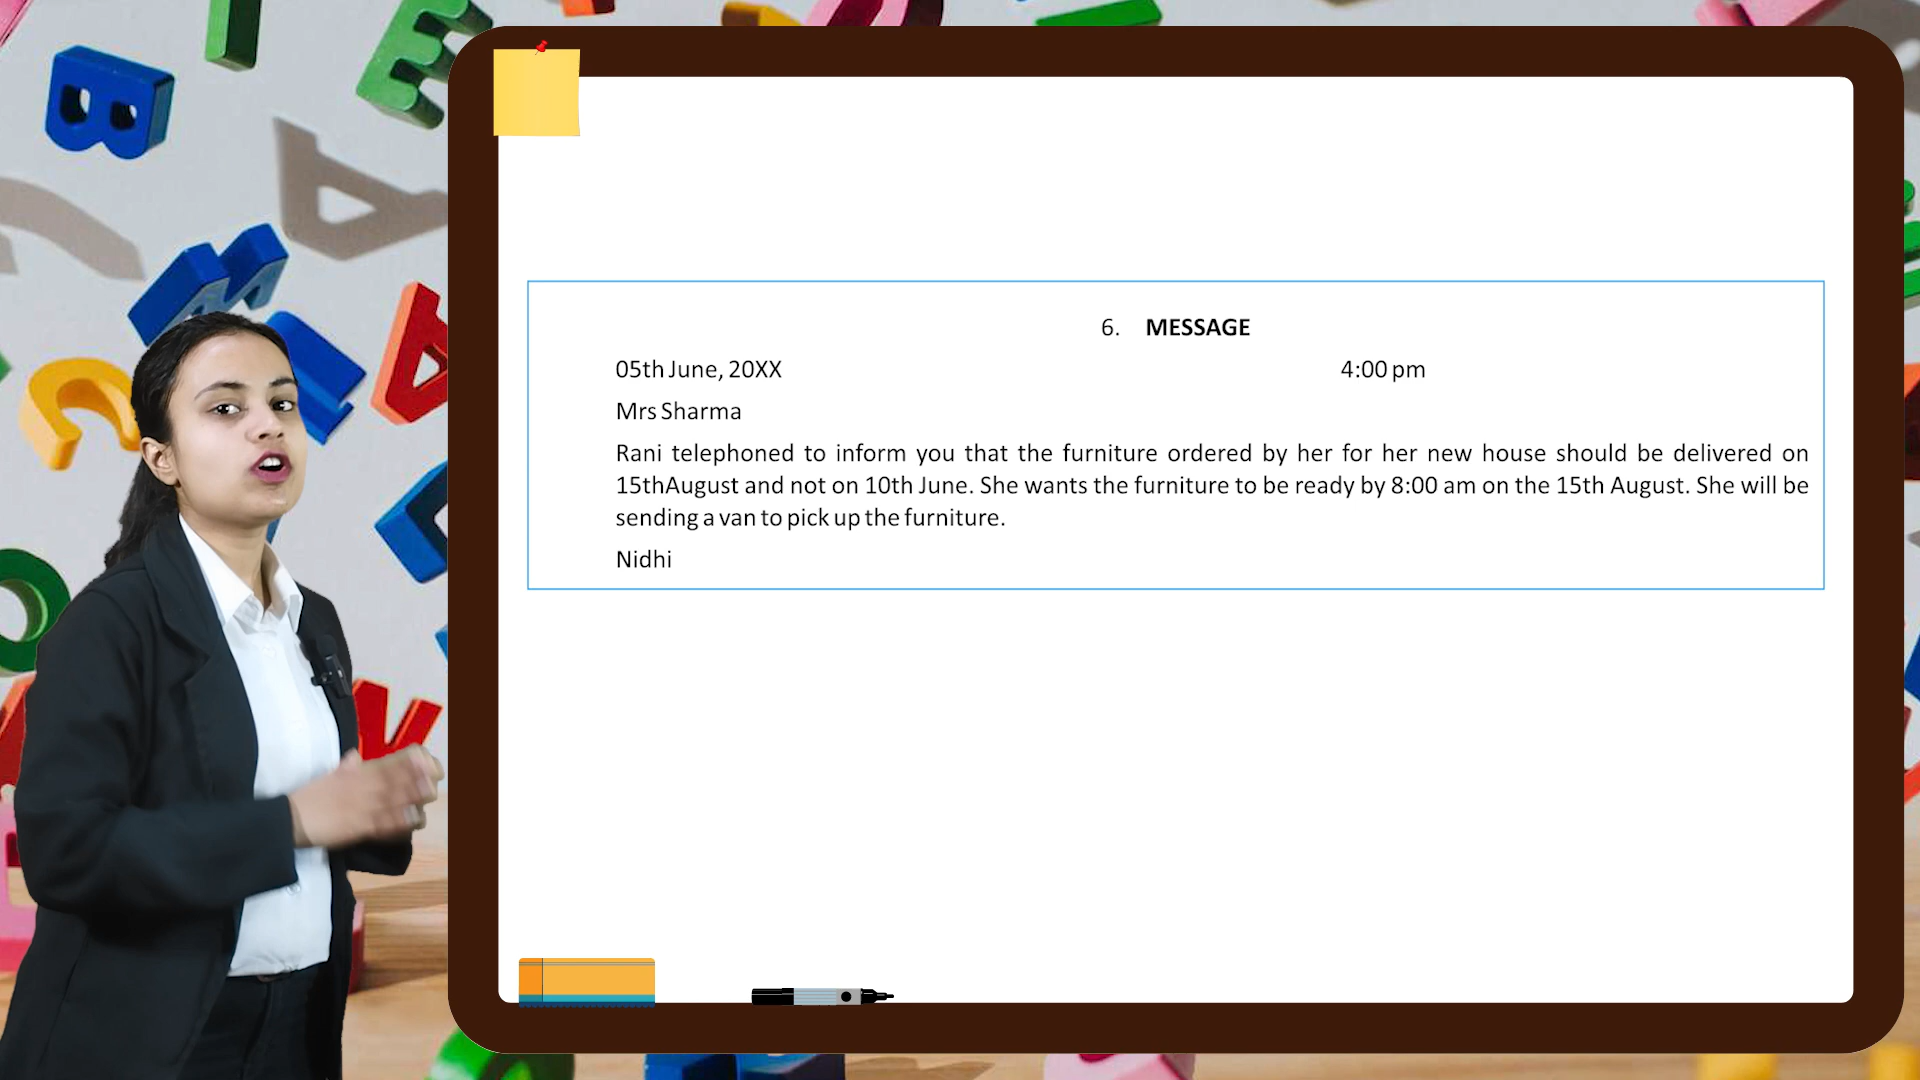 6. MESSAGE
05th June, 20XX 4:00 pm
Mrs Sharma
Rani telephoned to inform you that the furniture ordered by her for her new house should be delivered on
15thAugust and not on 10th June. She wants the furniture to be ready by 8:00 am on the 15th August. She will be
sending a van to pick up the furniture.
Nidhi